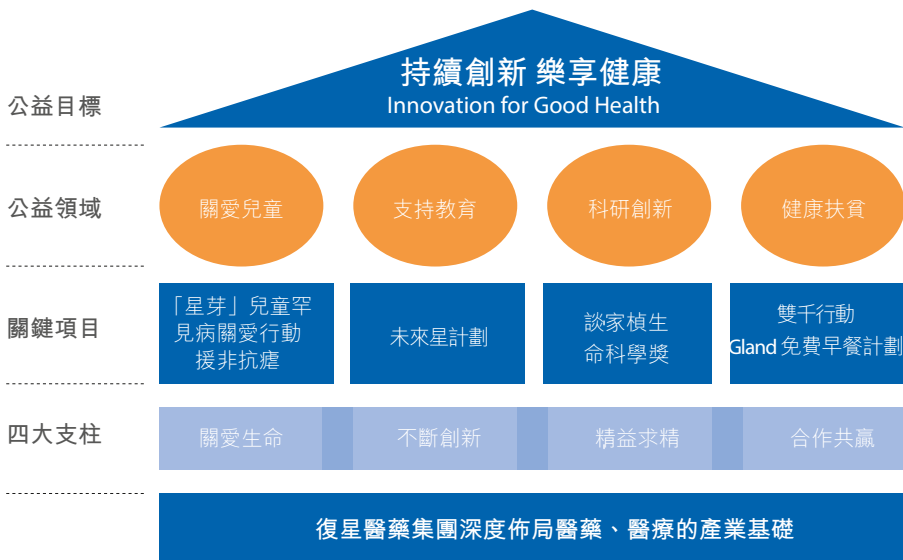 持續創新 樂享健康
Innovation for Good Health
公益目標
公益領域
關愛兒童
支持教育
科研創新
健康扶貧
關鍵項目
「星芽」兒童罕
見病關愛行動
援非抗瘧
未來星計劃
談家楨生
命科學獎
雙千行動
Gland 免費早餐計劃
四大支柱
關愛生命
不斷創新
精益求精
合作共贏
復星醫藥集團深度佈局醫藥、醫療的產業基礎